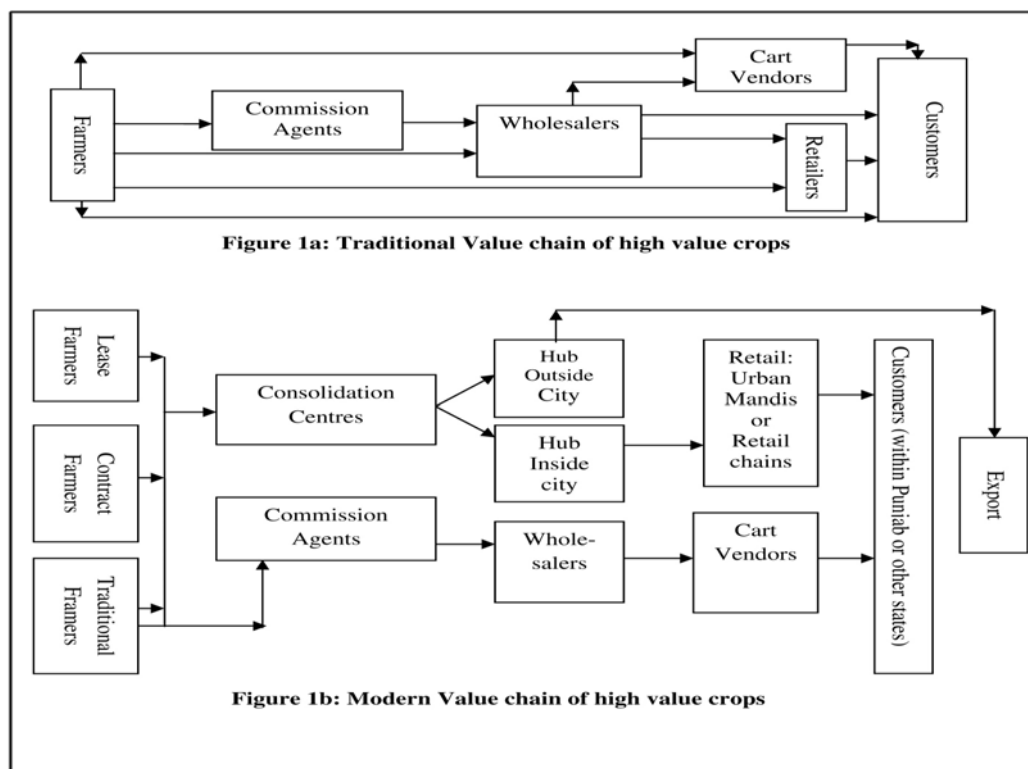 Farmers
Commission
Agents
Wholesalers
Cart
Vendors
Retailers
Customers
Figure 1a: Traditional Value chain of high value crops
Lease
Farmers
Contract
Farmers
Traditional
Framers
Consolidation
Centres
Commission
Agents
Hub
Outside
City
Hub
Inside
city
Whole-
salers
Retail:
Urban
Mandis
or
Retail
chains
Cart
Vendors
Customers (within Punjab or other states)
Export
Figure 1b: Modern Value chain of high value crops